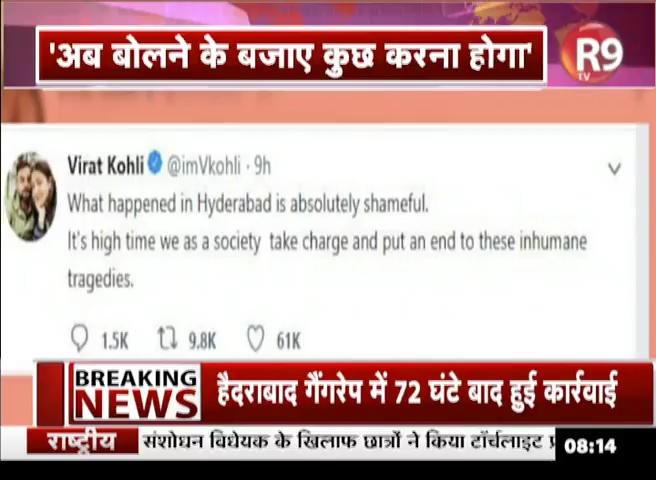 'अब बोलने के बजाए कुछ करना होगा'
R9
TV
Virat Kohli @imVkohli · 9h
What happened in Hyderabad is absolutely shameful.
It's high time we as a society take charge and put an end to these inhumane
tragedies.
1.5K 9.8K 61K
BREAKING
NEWS
हैदराबाद गैंगरेप में 72 घंटे बाद हुई कार्रवाई
राष्ट्रीय संशोधन विधेयक के खिलाफ छात्रों ने किया टॉर्चलाइट 08:14